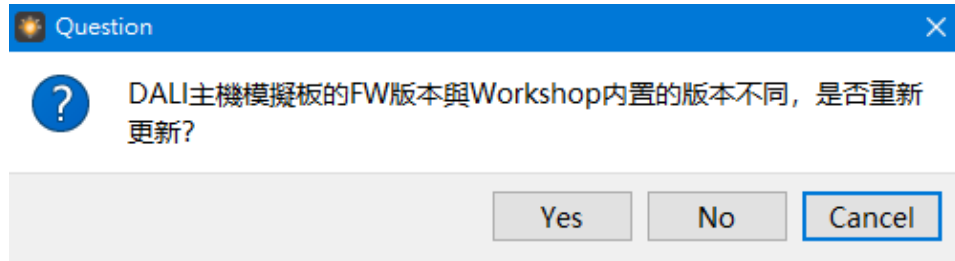 Question
DALI主機模擬板的FW版本與Workshop內置的版本不同，是否重新
更新?
Yes
No
Cancel